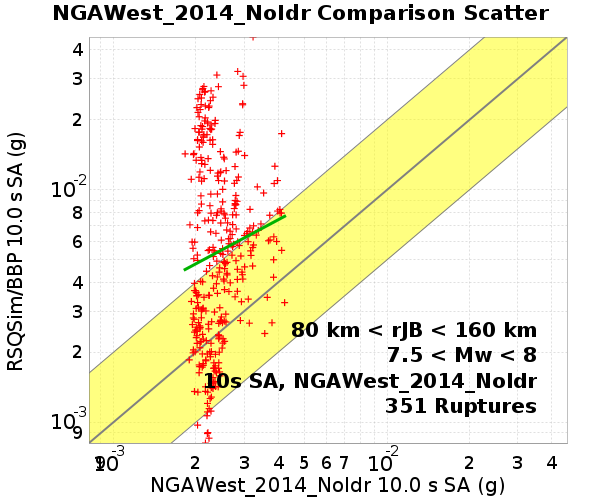 NGAWest_2014_NoIdr Comparison Scatter
RSQSim/BBP 10.0 s SA (g)
4
3
2
10-2
8
6
4
3
2
10-3
9
80 km < rJB < 160 km
7.5 < Mw < 8
10s SA, NGAWest_2014_NoIdr
351 Ruptures
9 10-3 2 3 4 5 6 7 10-2 2 3 4
NGAWest_2014_NoIdr 10.0 s SA (g)